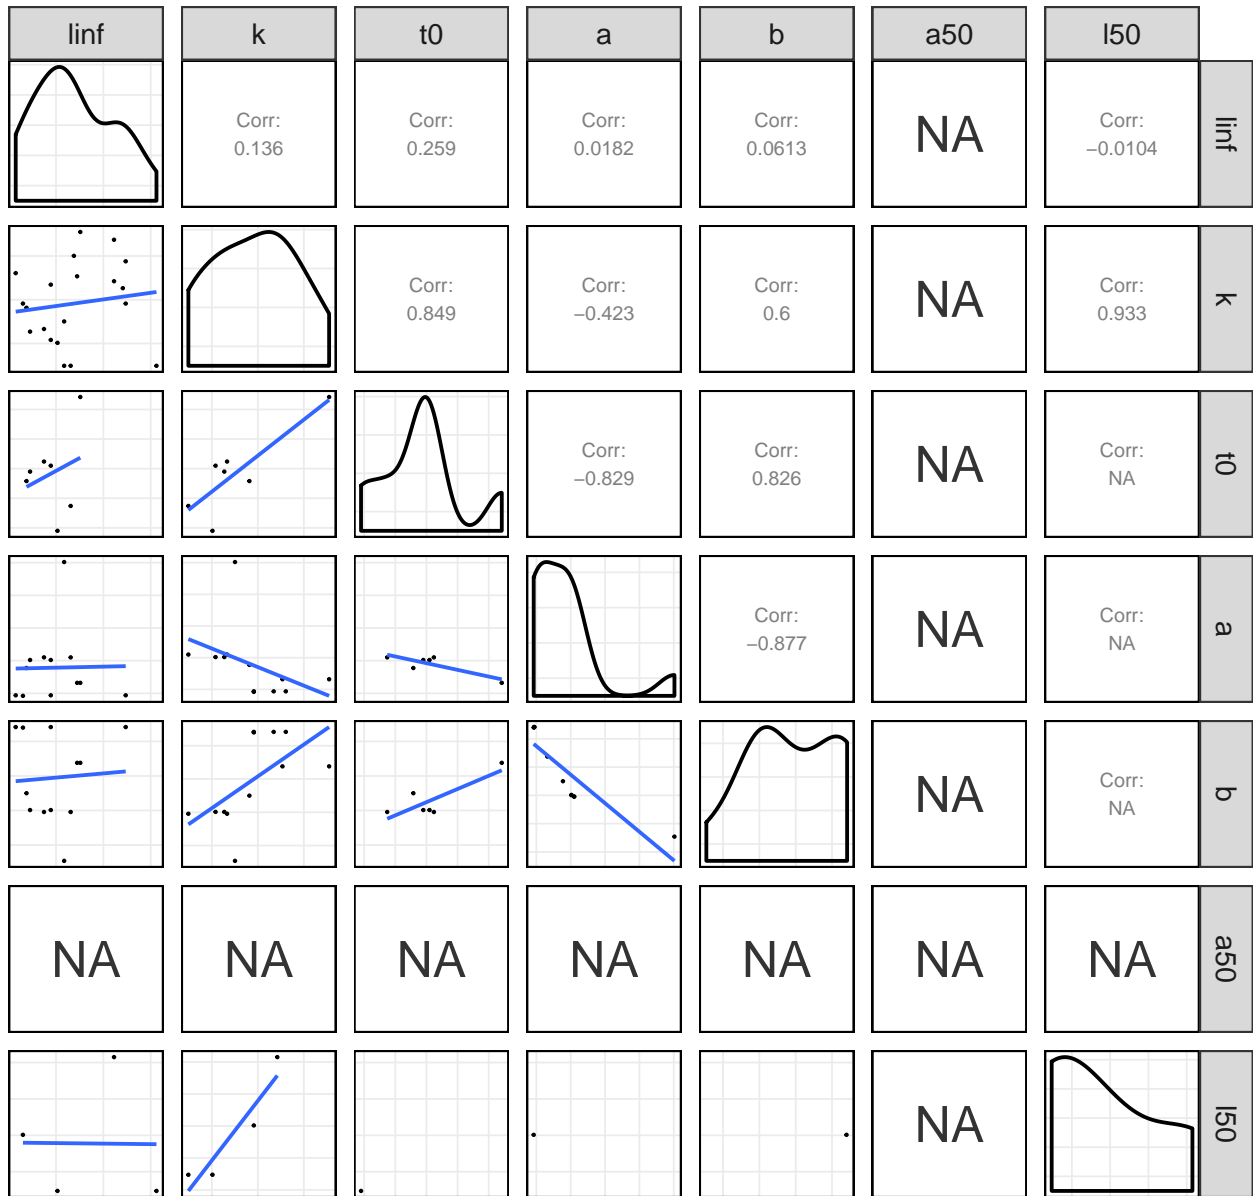 linf k t0 a b a50 l50
Corr: Corr: Corr: Corr: NA Corr: linf
0.136 0.259 0.0182 0.0613 −0.0104
Corr: Corr: Corr: NA Corr: k
0.849 −0.423 0.6 0.933
Corr: Corr: NA Corr: t0
−0.829 0.826 NA
Corr: NA Corr: a
−0.877 NA
NA Corr: b
NA
NA NA NA NA NA NA NA a50
NA l50